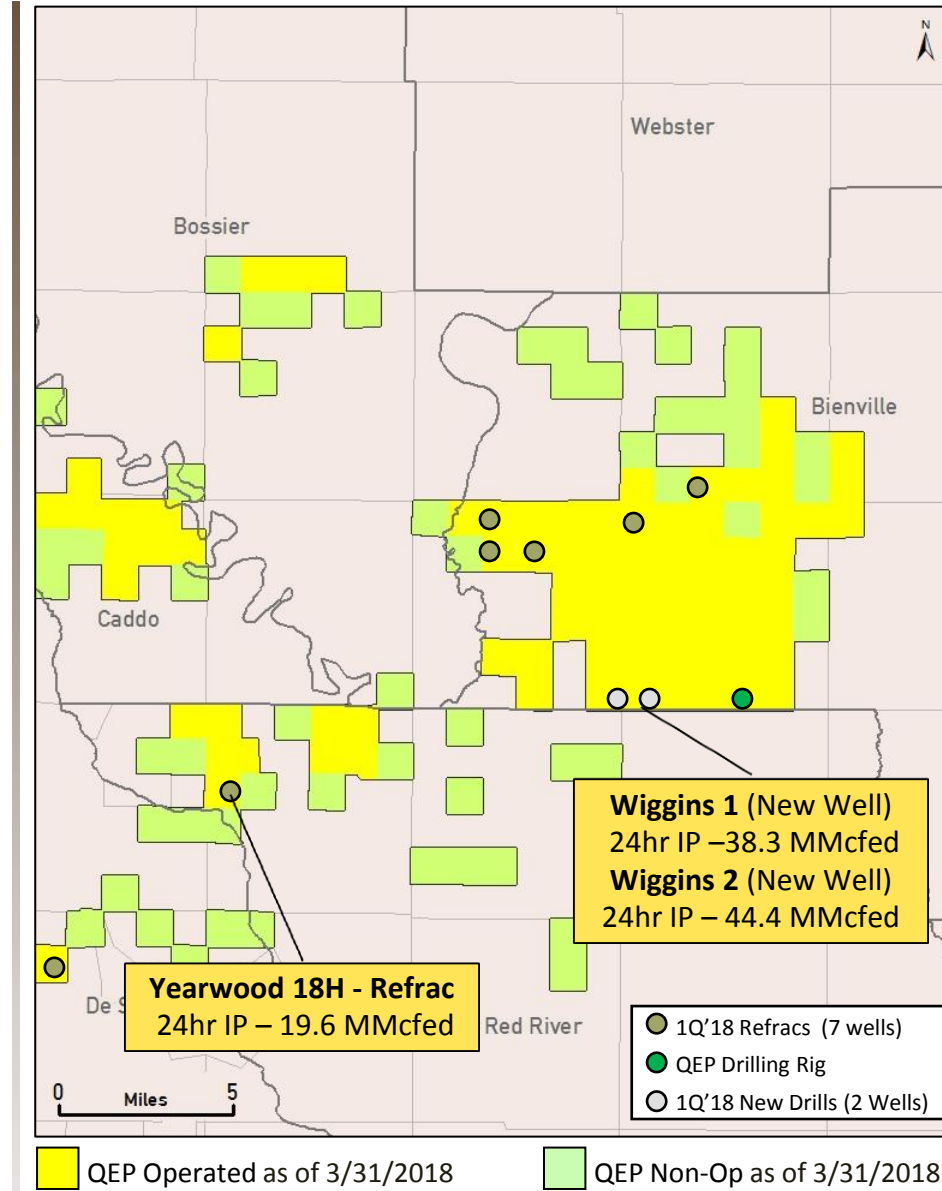 N
Webster
Bossier
Bienville
Caddo
Wiggins 1 (New Well)
24hr IP –38.3 MMcfed
Wiggins 2 (New Well)
24hr IP – 44.4 MMcfed
Yearwood 18H - Refrac
24hr IP – 19.6 MMcfed
De S
Red River
1Q'18 Refracs (7 wells)
QEP Drilling Rig
1Q'18 New Drills (2 Wells)
0 Miles 5
QEP Operated as of 3/31/2018
QEP Non-Op as of 3/31/2018